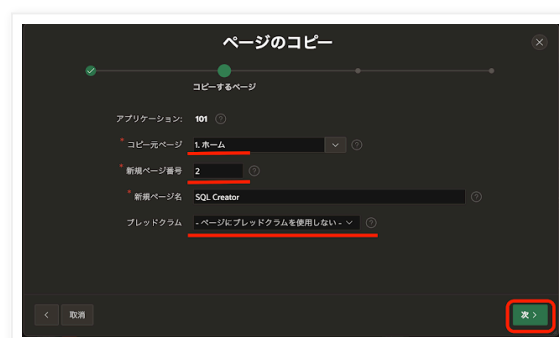 ページのコピー
コピーするページ
アプリケーション: 101
* コピー元ページ 1. ホーム
* 新規ページ番号 2
* 新規ページ名 SQL Creator
ブレッドクラム - ページにブレッドクラムを使用しない -
取消
次 >